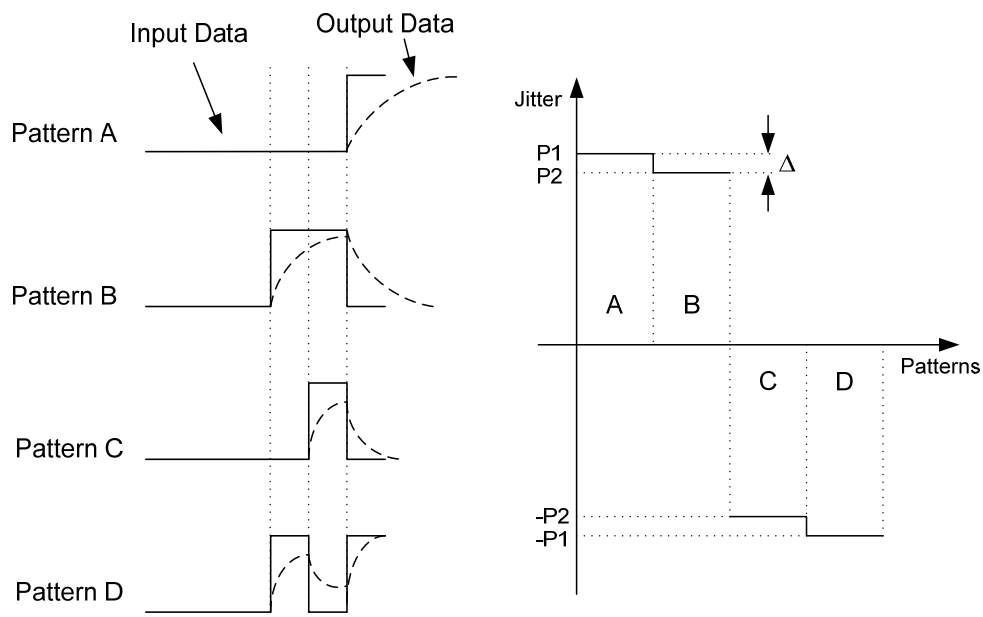 Input Data
Output Data
Pattern A
Pattern B
Pattern C
Pattern D
Jitter
P1
P2
Δ
A
B
Patterns
C
D
-P2
-P1